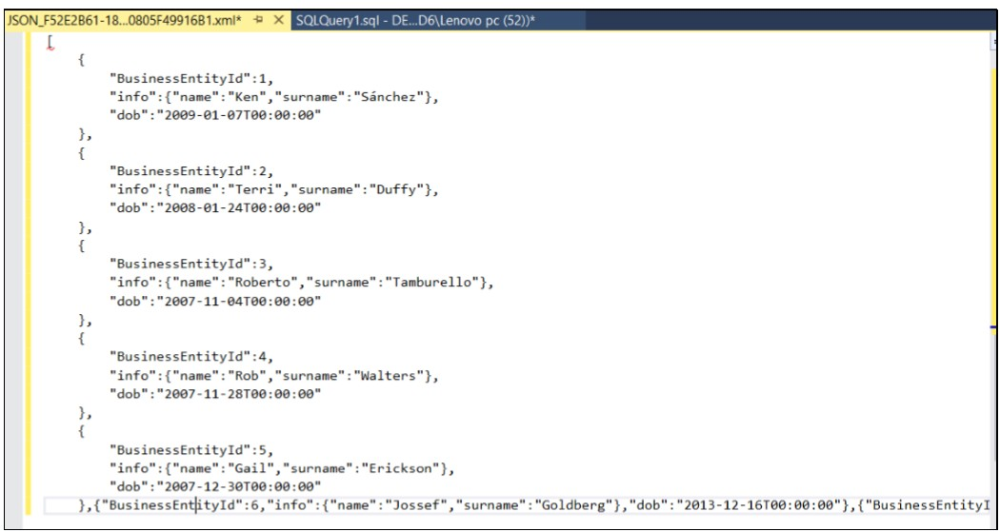 JSON_F52E2B61-18...0805F49916B1.xml* SQLQuery1.sql - DE...D6\Lenovo pc (52))*
[
{
"BusinessEntityId":1,
"info":{"name":"Ken","surname":"Sánchez"},
"dob":"2009-01-07T00:00:00"
},
{
"BusinessEntityId":2,
"info":{"name":"Terri","surname":"Duffy"},
"dob":"2008-01-24T00:00:00"
},
{
"BusinessEntityId":3,
"info":{"name":"Roberto","surname":"Tamburello"},
"dob":"2007-11-04T00:00:00"
},
{
"BusinessEntityId":4,
"info":{"name":"Rob","surname":"Walters"},
"dob":"2007-11-28T00:00:00"
},
{
"BusinessEntityId":5,
"info":{"name":"Gail","surname":"Erickson"},
"dob":"2007-12-30T00:00:00"
},{"BusinessEntityId":6,"info":{"name":"Jossef","surname":"Goldberg"},"dob":"2013-12-16T00:00:00"},{"BusinessEntityI